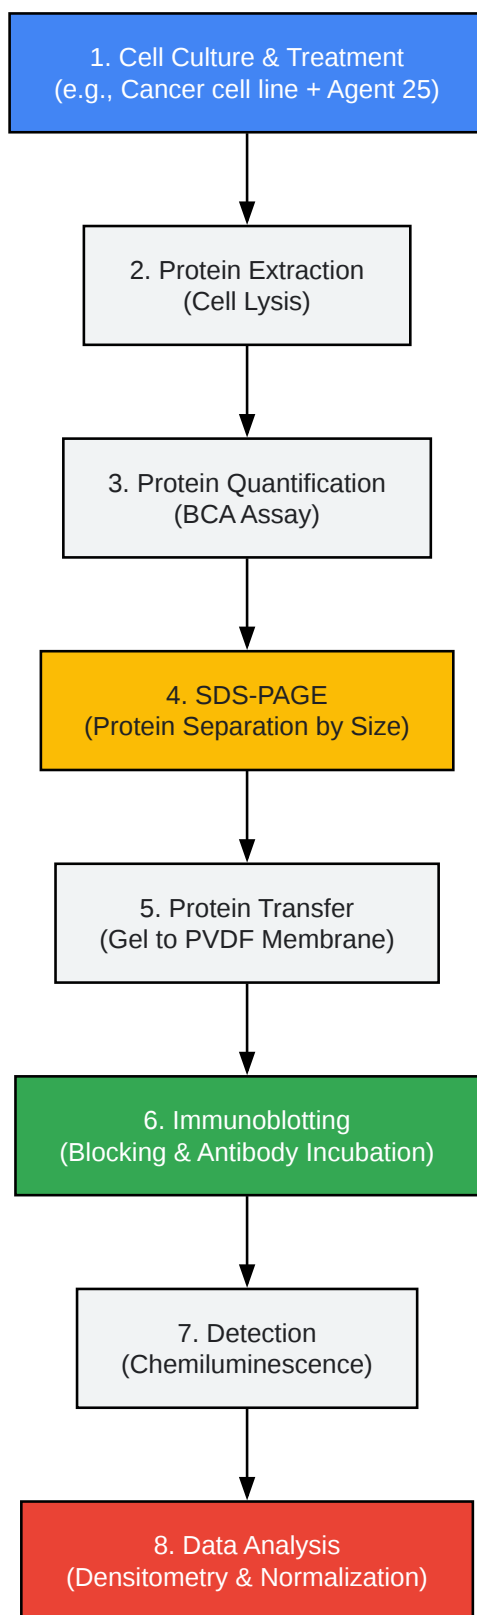 1. Cell Culture & Treatment
(e.g., Cancer cell line + Agent 25)
2. Protein Extraction
(Cell Lysis)
3. Protein Quantification
(BCA Assay)
4. SDS-PAGE
(Protein Separation by Size)
5. Protein Transfer
(Gel to PVDF Membrane)
6. Immunoblotting
(Blocking & Antibody Incubation)
7. Detection
(Chemiluminescence)
8. Data Analysis
(Densitometry & Normalization)